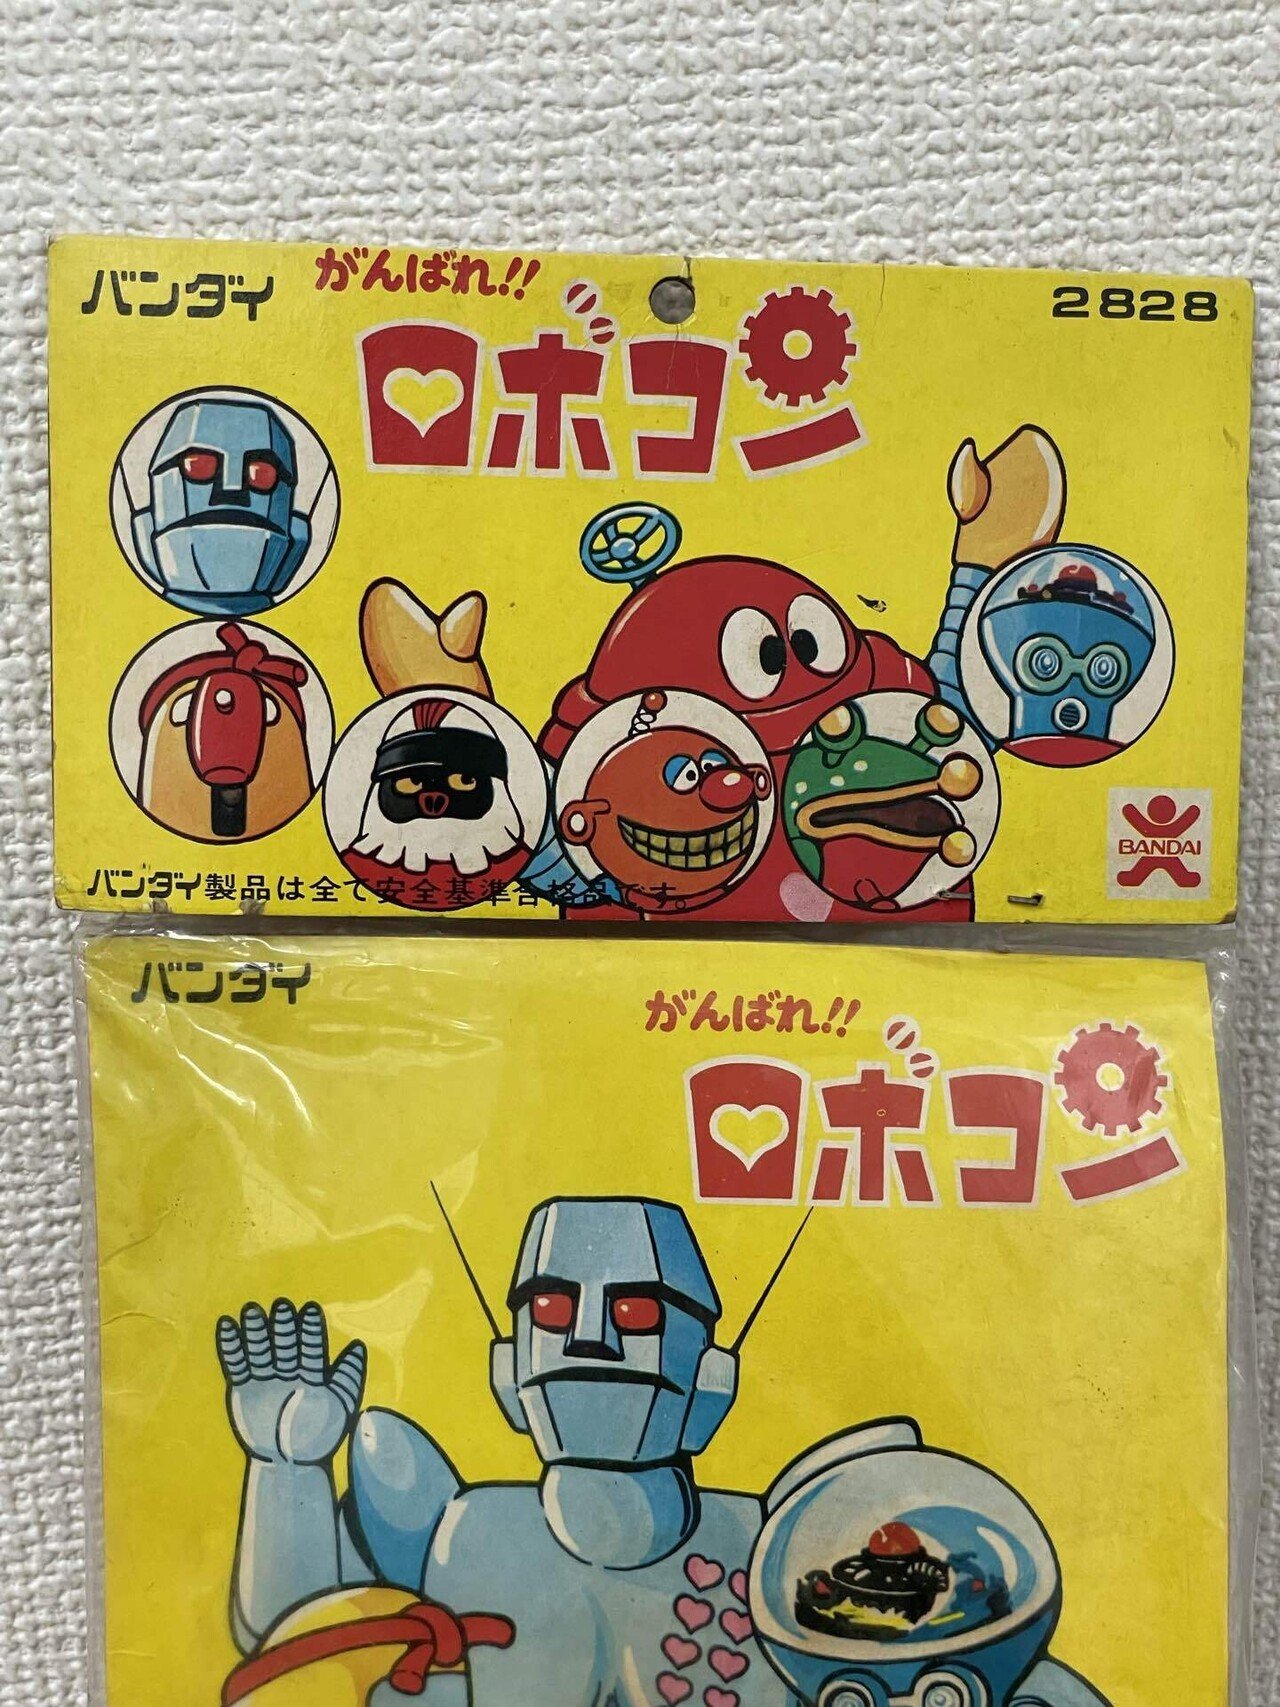 バンダイ
がんばれ!!
2828
ロボコン
BANDAI
バンダイ製品は全て安全基準合格品です。
バンダイ
がんばれ!!
ロボコン